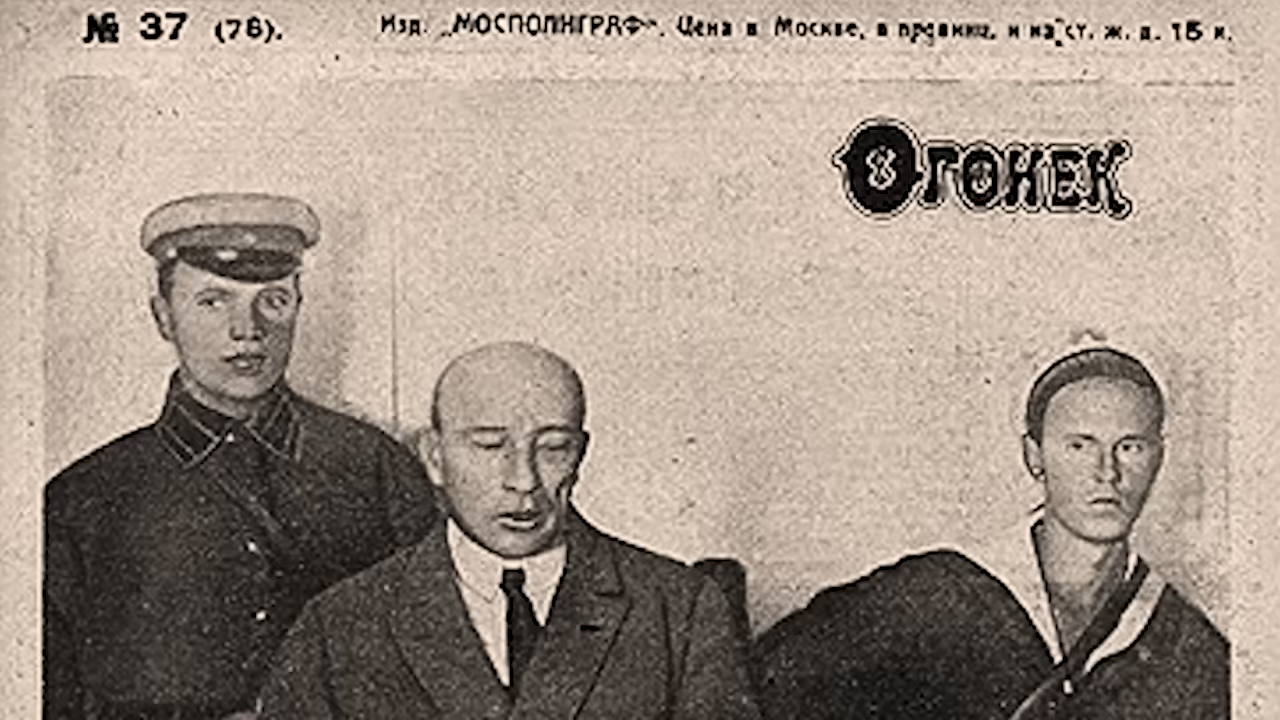 № 37 (76). Изд. „МОСПОЛИГРАФ“. Цена в Москве, в провинц. и на ст. ж. д. 15 к.
Огонек